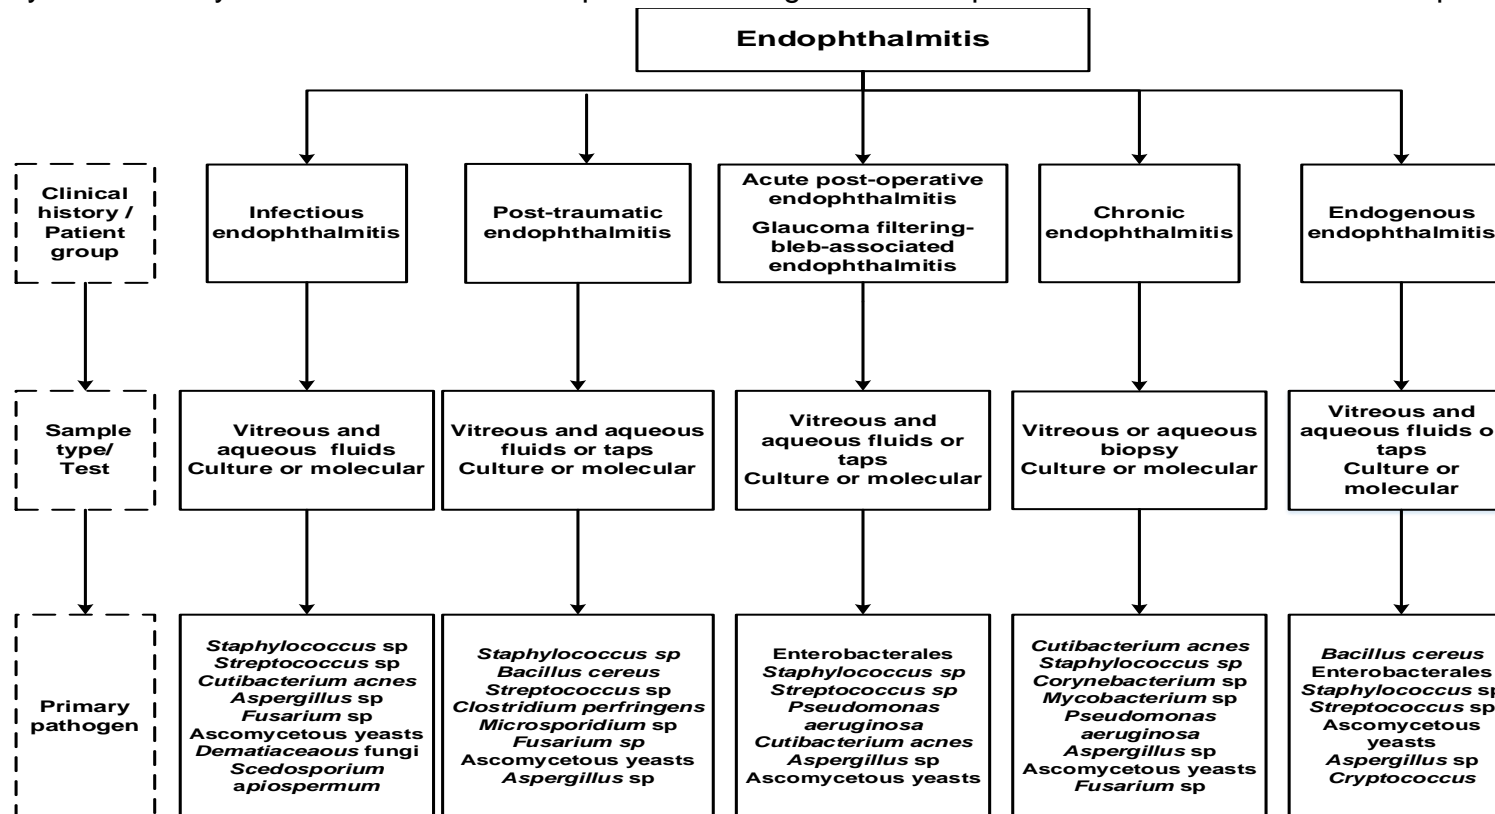 Endophthalmitis
Clinical
history /
Patient
group
Infectious
endophthalmitis
Post-traumatic
endophthalmitis
Acute post-operative
endophthalmitis
Glaucoma filtering-
bleb-associated
endophthalmitis
Chronic
endophthalmitis
Endogenous
endophthalmitis
Sample
type/
Test
Vitreous and
aqueous fluids
Culture or molecular
Vitreous and aqueous
fluids or taps
Culture or molecular
Vitreous and
aqueous fluids or
taps
Culture or molecular
Vitreous or aqueous
biopsy
Culture or molecular
Vitreous and
aqueous fluids o
taps
Culture or
molecular
Primary
pathogen
Staphylococcus sp
Streptococcus sp
Cutibacterium acnes
Aspergillus sp
Fusarium sp
Ascomycetous yeasts
Dematiaceaous fungi
Scedosporium
apiospermum
Staphylococcus sp
Bacillus cereus
Streptococcus sp
Clostridium perfringens
Microsporidium sp
Fusarium sp
Ascomycetous yeasts
Aspergillus sp
Enterobacterales
Staphylococcus sp
Streptococcus sp
Pseudomonas
aeruginosa
Cutibacterium acnes
Aspergillus sp
Ascomycetous yeasts
Cutibacterium acnes
Staphylococcus sp
Corynebacterium sp
Mycobacterium sp
Pseudomonas
aeruginosa
Aspergillus sp
Ascomycetous yeasts
Fusarium sp
Bacillus cereus
Enterobacterales
Staphylococcus sp
Streptococcus sp
Ascomycetous
yeasts
Aspergillus sp
Cryptococcus